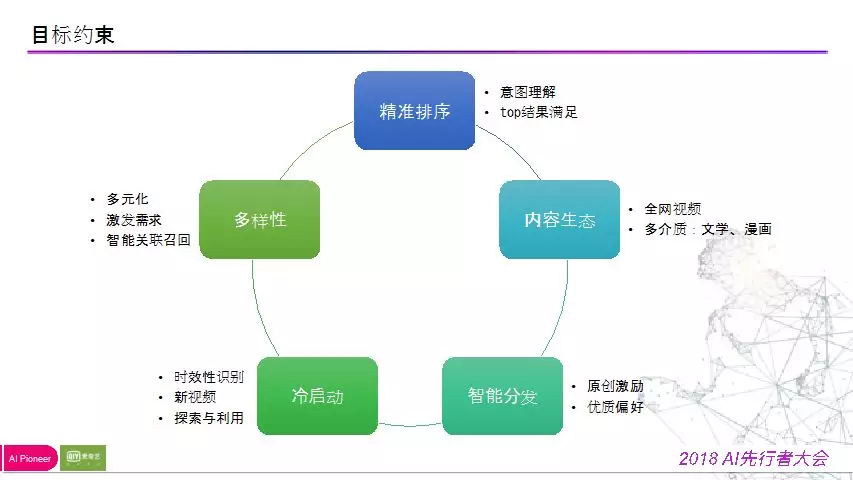 目标约束
精准排序
• 意图理解
• top结果满足
内容生态
• 全网视频
• 多介质：文学、漫画
智能分发
• 原创激励
• 优质偏好
冷启动
• 时效性识别
• 新视频
• 探索与利用
多样性
• 多元化
• 激发需求
• 智能关联召回
AI Pioneer
QIY 爱奇艺
2018 AI先行者大会